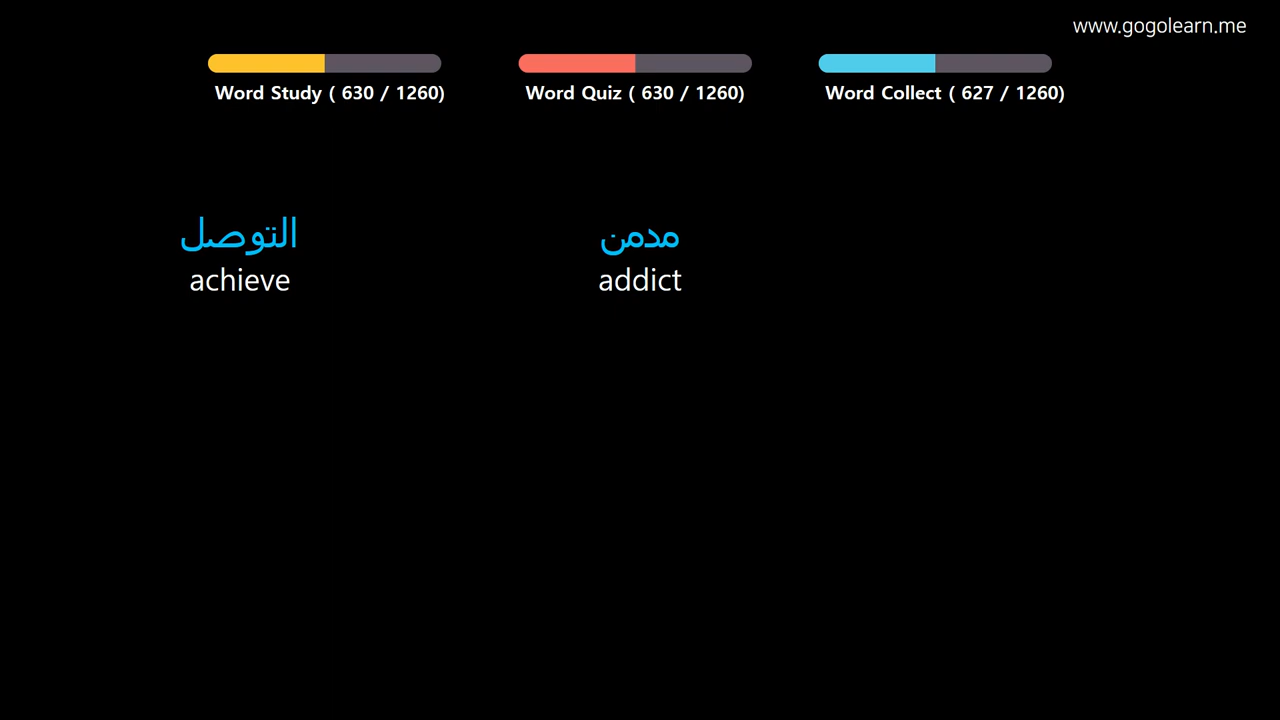 www.gogolearn.me
Word Study ( 630 / 1260)
Word Quiz ( 630 / 1260)
Word Collect ( 627 / 1260)
التوصل
achieve
مدمن
addict